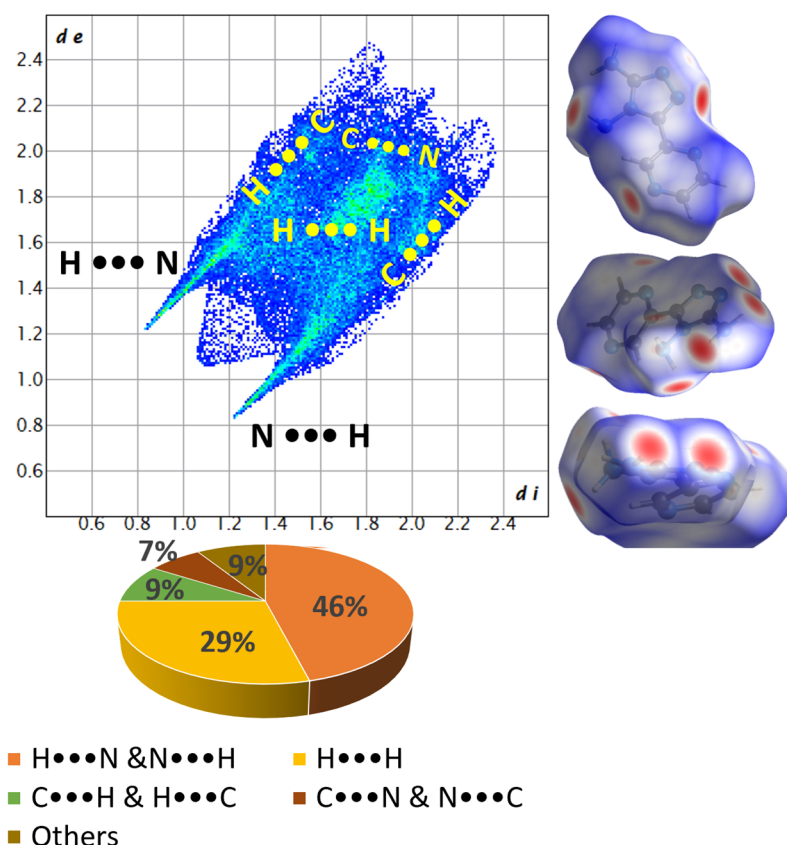 d e
2.4
2.2
2.0
1.8
1.6
1.4
1.2
1.0
0.8
0.6
H●●●C
C●●●N
H●●●H
C●●●H
H●●●N
N●●●H
d i
0.6 0.8 1.0 1.2 1.4 1.6 1.8 2.0 2.2 2.4
7%
9%
9%
46%
29%
H●●●N &N●●●H
H●●●H
C●●●H & H●●●C
C●●●N & N●●●C
Others